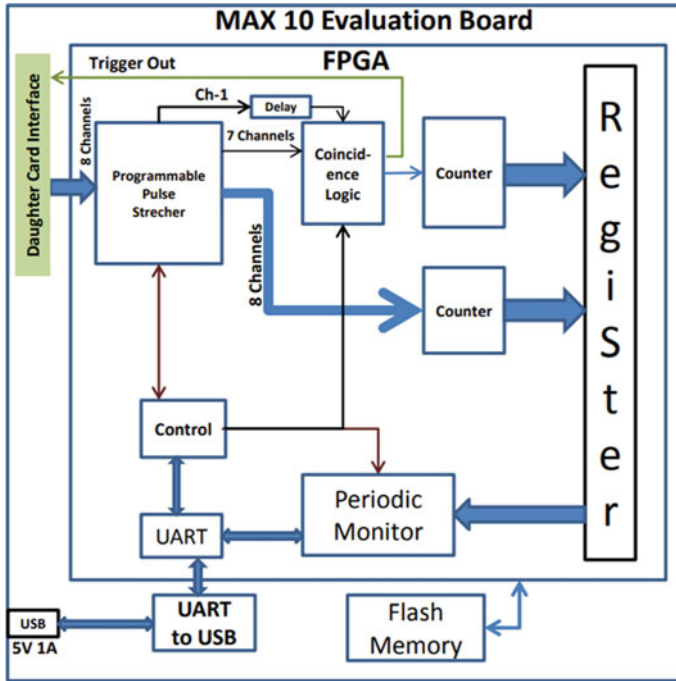 MAX 10 Evaluation Board
FPGA
Trigger Out
Daughter Card Interface
8 Channels
Ch-1
Delay
7 Channels
Programmable
Pulse
Strecher
Coincid-
ence
Logic
Counter
8 Channels
Counter
RegiSter
Control
UART
Periodic
Monitor
UART
to USB
USB
5V 1A
Flash
Memory